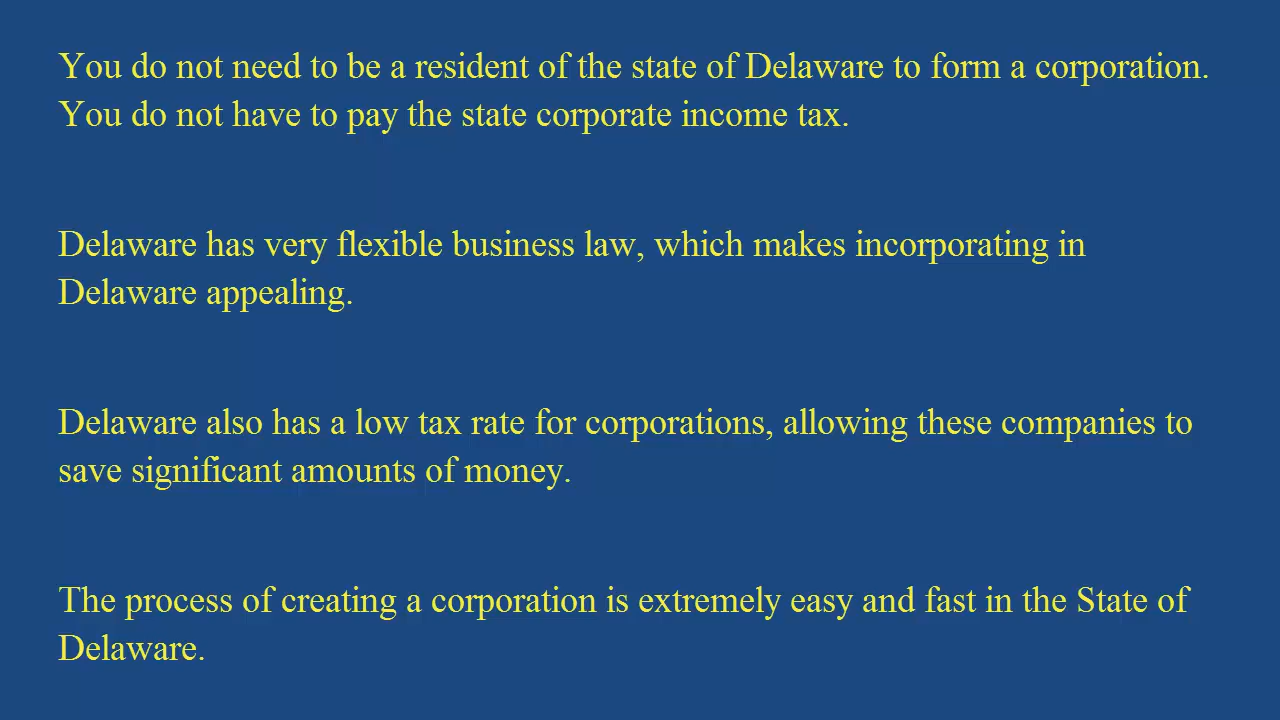 You do not need to be a resident of the state of Delaware to form a corporation.
You do not have to pay the state corporate income tax.
Delaware has very flexible business law, which makes incorporating in
Delaware appealing.
Delaware also has a low tax rate for corporations, allowing these companies to
save significant amounts of money.
The process of creating a corporation is extremely easy and fast in the State of
Delaware.